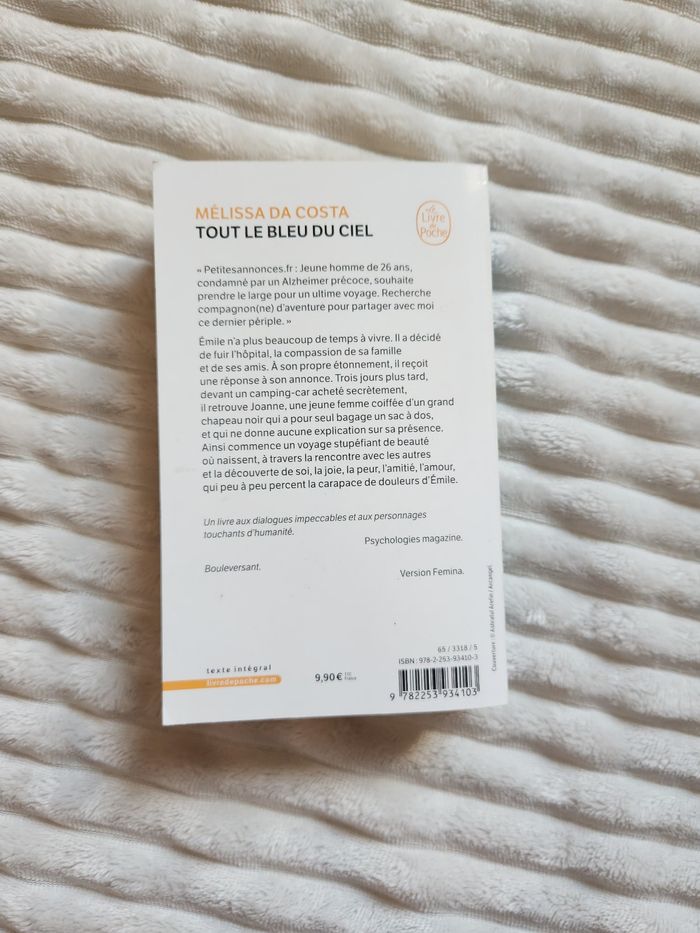 MÉLISSA DA COSTA
TOUT LE BLEU DU CIEL
Le
Livre
de
Poche
« Petitesannonces.fr : Jeune homme de 26 ans,
condamné par un Alzheimer précoce, souhaite
prendre le large pour un ultime voyage. Recherche
compagnon(ne) d'aventure pour partager avec moi
ce dernier périple. »
Émile n'a plus beaucoup de temps à vivre. Il a décidé
de fuir l'hôpital, la compassion de sa famille
et de ses amis. À son propre étonnement, il reçoit
une réponse à son annonce. Trois jours plus tard,
devant un camping-car acheté secrètement,
il retrouve Joanne, une jeune femme coiffée d'un grand
chapeau noir qui a pour seul bagage un sac à dos,
et qui ne donne aucune explication sur sa présence.
Ainsi commence un voyage stupéfiant de beauté
où naissent, à travers la rencontre avec les autres
et la découverte de soi, la joie, la peur, l'amitié, l'amour,
qui peu à peu percent la carapace de douleurs d'Émile.
Un livre aux dialogues impeccables et aux personnages
touchants d'humanité.
Psychologies magazine.
Bouleversant.
Version Femina.
texte intégral
livredepoche.com
9,90 €
France
65 / 3318 / 5
ISBN : 978-2-253-93410-3
9 782253 934103
Couverture : ©
/ Arcangel